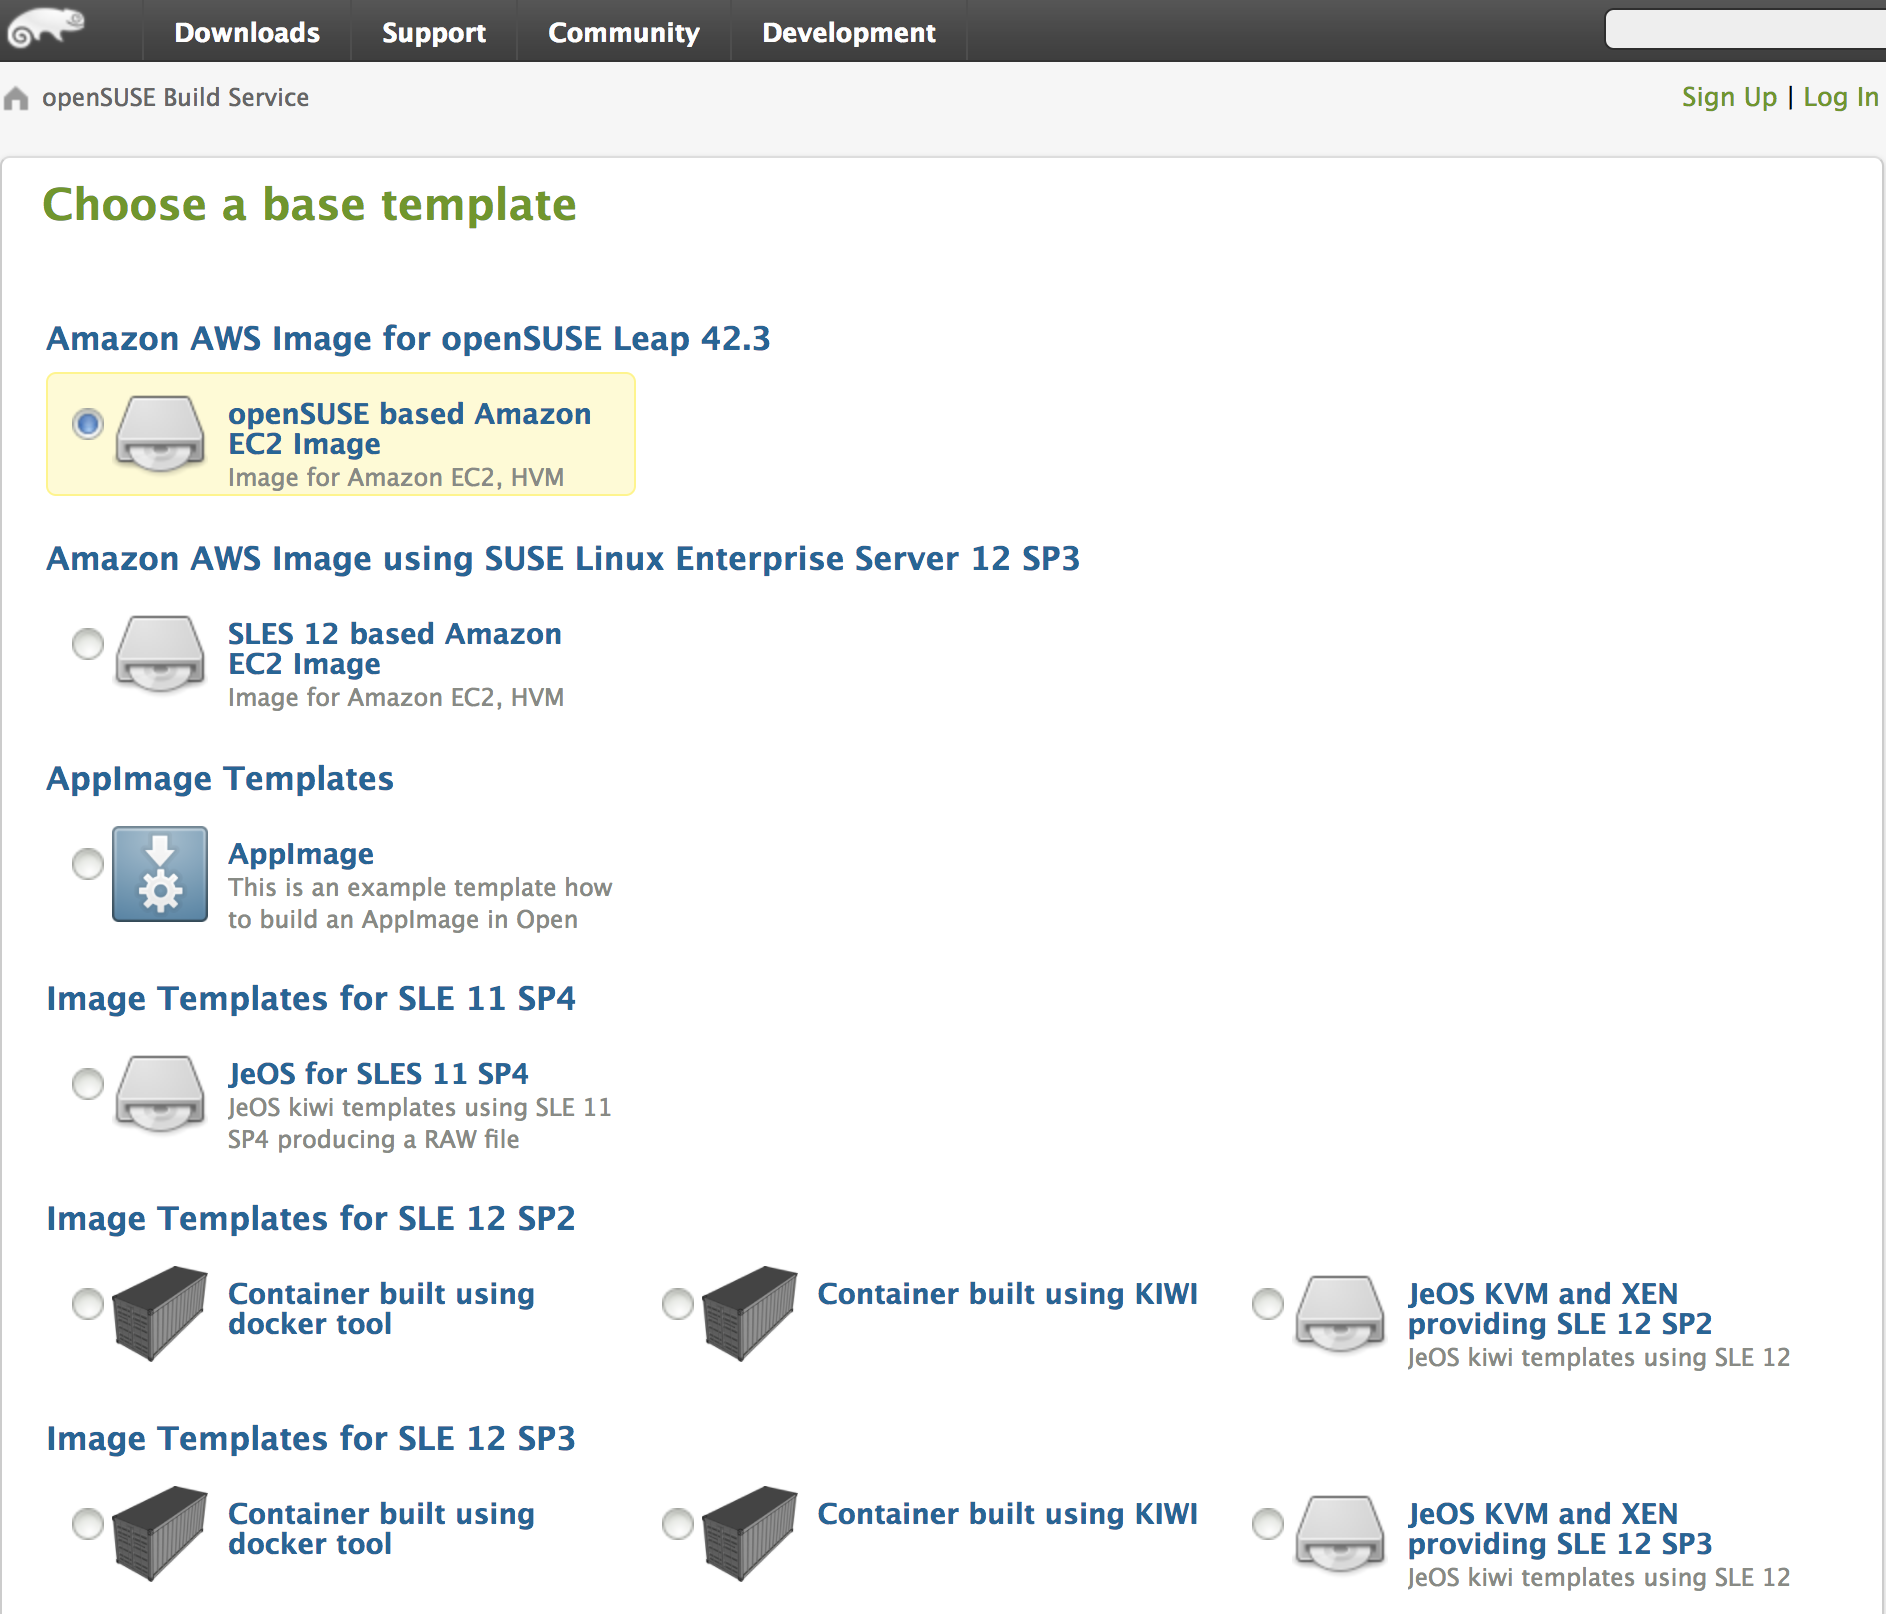 Downloads Support Community Development
openSUSE Build Service
Sign Up | Log In
Choose a base template
Amazon AWS Image for openSUSE Leap 42.3
openSUSE based Amazon
EC2 Image
Image for Amazon EC2, HVM
Amazon AWS Image using SUSE Linux Enterprise Server 12 SP3
SLES 12 based Amazon
EC2 Image
Image for Amazon EC2, HVM
AppImage Templates
AppImage
This is an example template how
to build an AppImage in Open
Image Templates for SLE 11 SP4
JeOS for SLES 11 SP4
JeOS kiwi templates using SLE 11
SP4 producing a RAW file
Image Templates for SLE 12 SP2
Container built using
docker tool
Container built using KIWI
JeOS KVM and XEN
providing SLE 12 SP2
JeOS kiwi templates using SLE 12
Image Templates for SLE 12 SP3
Container built using
docker tool
Container built using KIWI
JeOS KVM and XEN
providing SLE 12 SP3
JeOS kiwi templates using SLE 12